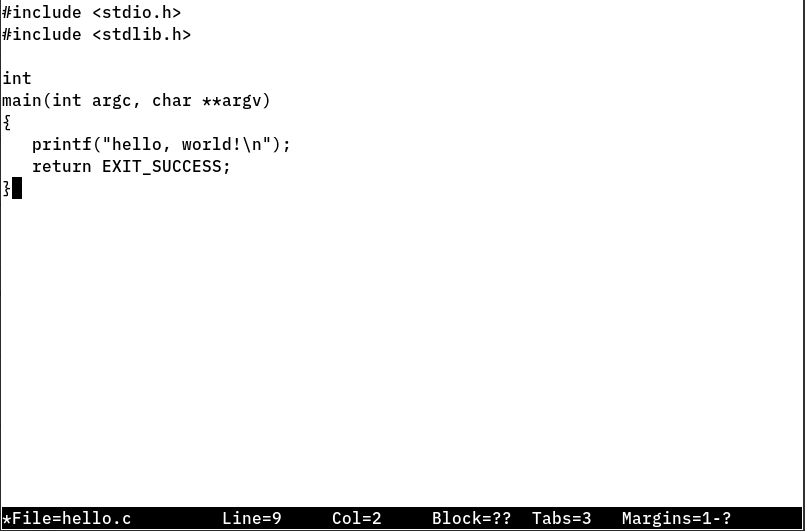 #include <stdio.h>
#include <stdlib.h>

int
main(int argc, char **argv)
{
   printf("hello, world!\n");
   return EXIT_SUCCESS;
}
*File=hello.c         Line=9     Col=2     Block=??  Tabs=3   Margins=1-?